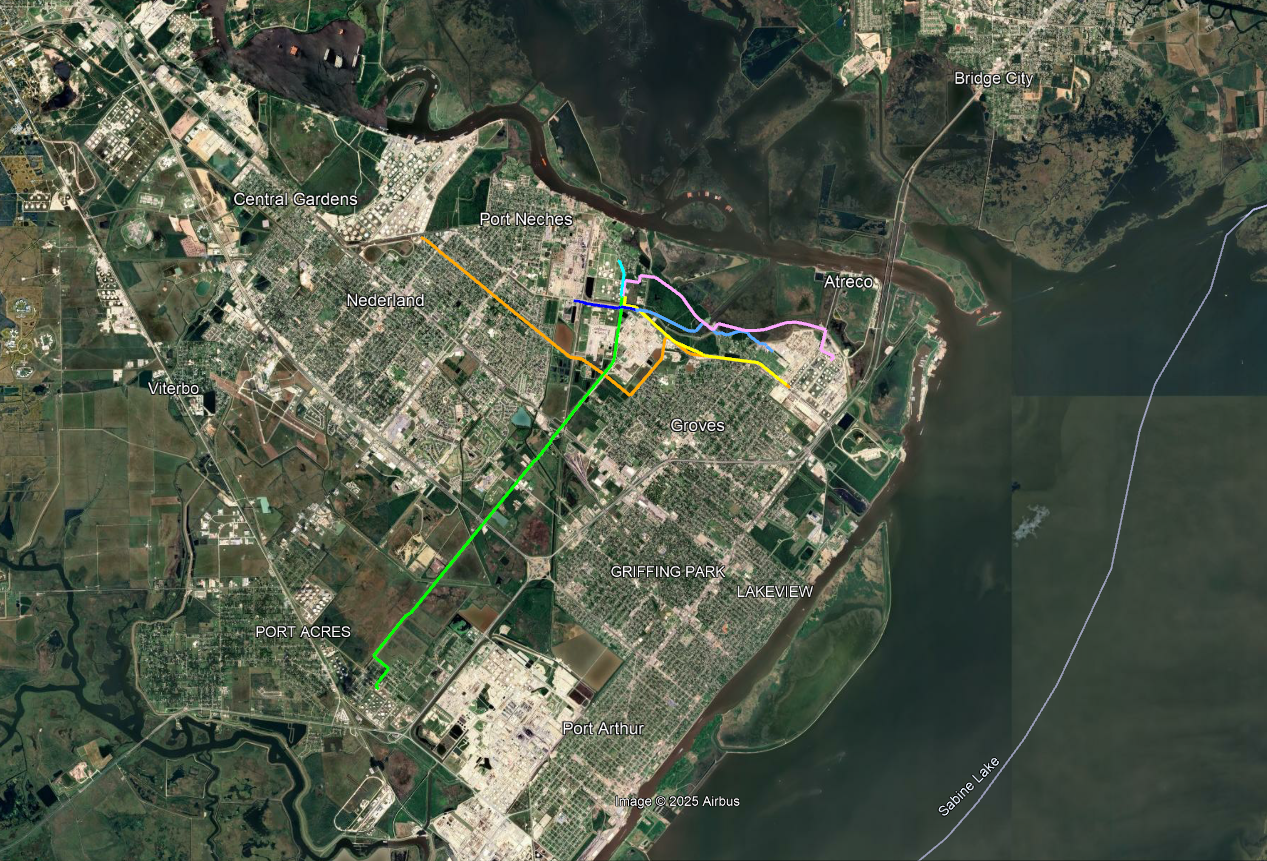 Bridge City
Central Gardens
Port Neches
Atreco
Nederland
Viterbo
Groves
GRIFFING PARK
LAKEVIEW
PORT ACRES
Port Arthur
Sabine Lake
Image © 2025 Airbus